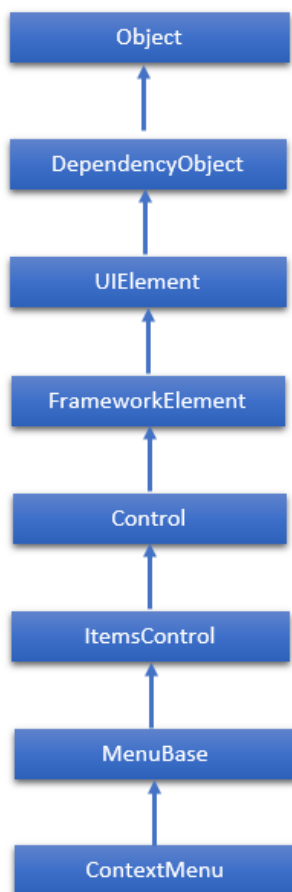 Object
DependencyObject
UIElement
FrameworkElement
Control
ItemsControl
MenuBase
ContextMenu